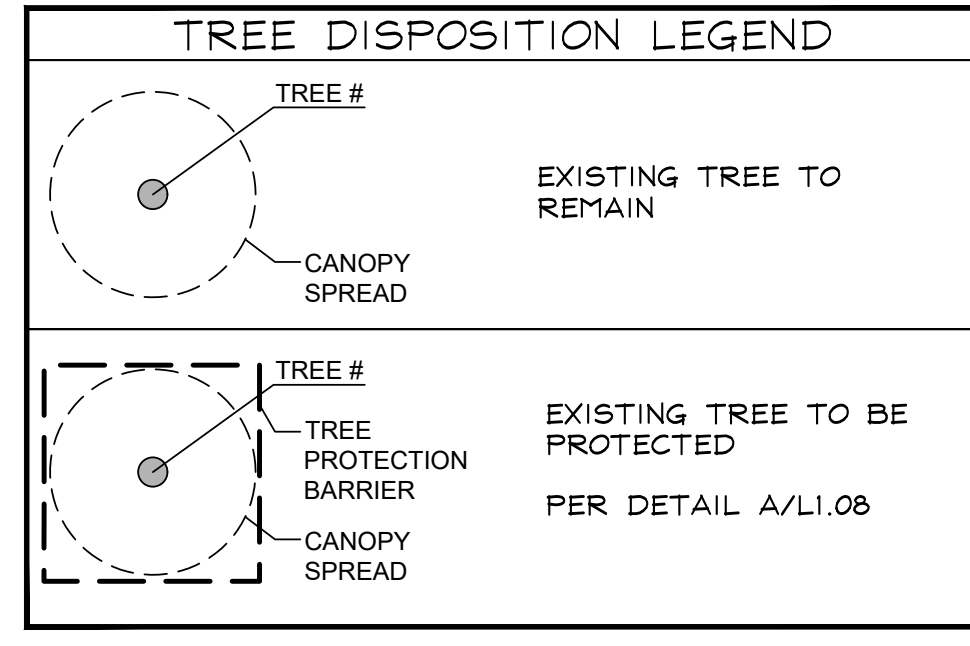 TREE DISPOSITION LEGEND
TREE #
CANOPY
SPREAD
EXISTING TREE TO
REMAIN
TREE #
TREE
PROTECTION
BARRIER
CANOPY
SPREAD
EXISTING TREE TO BE
PROTECTED
PER DETAIL A/L1.08